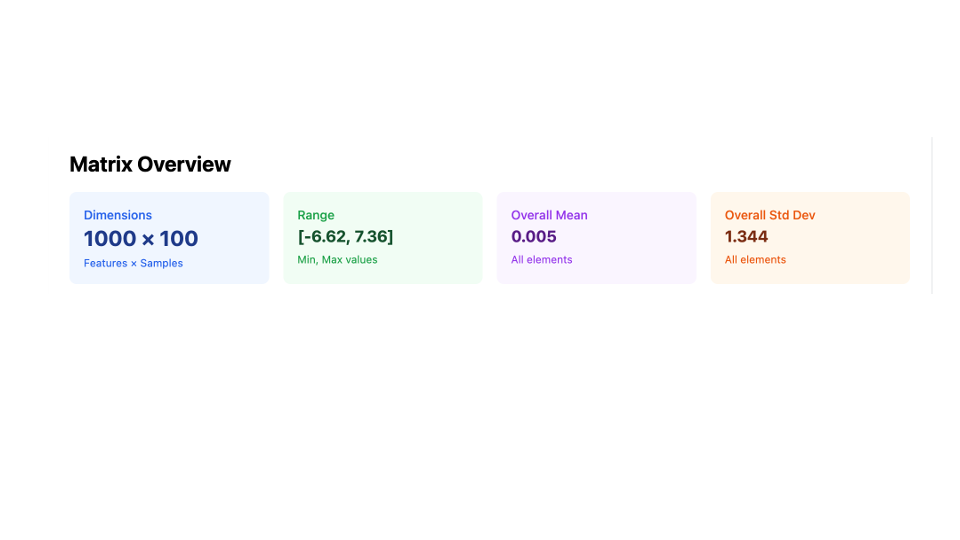 Matrix Overview
Dimensions
1000 × 100
Features × Samples
Range
[-6.62, 7.36]
Min, Max values
Overall Mean
0.005
All elements
Overall Std Dev
1.344
All elements